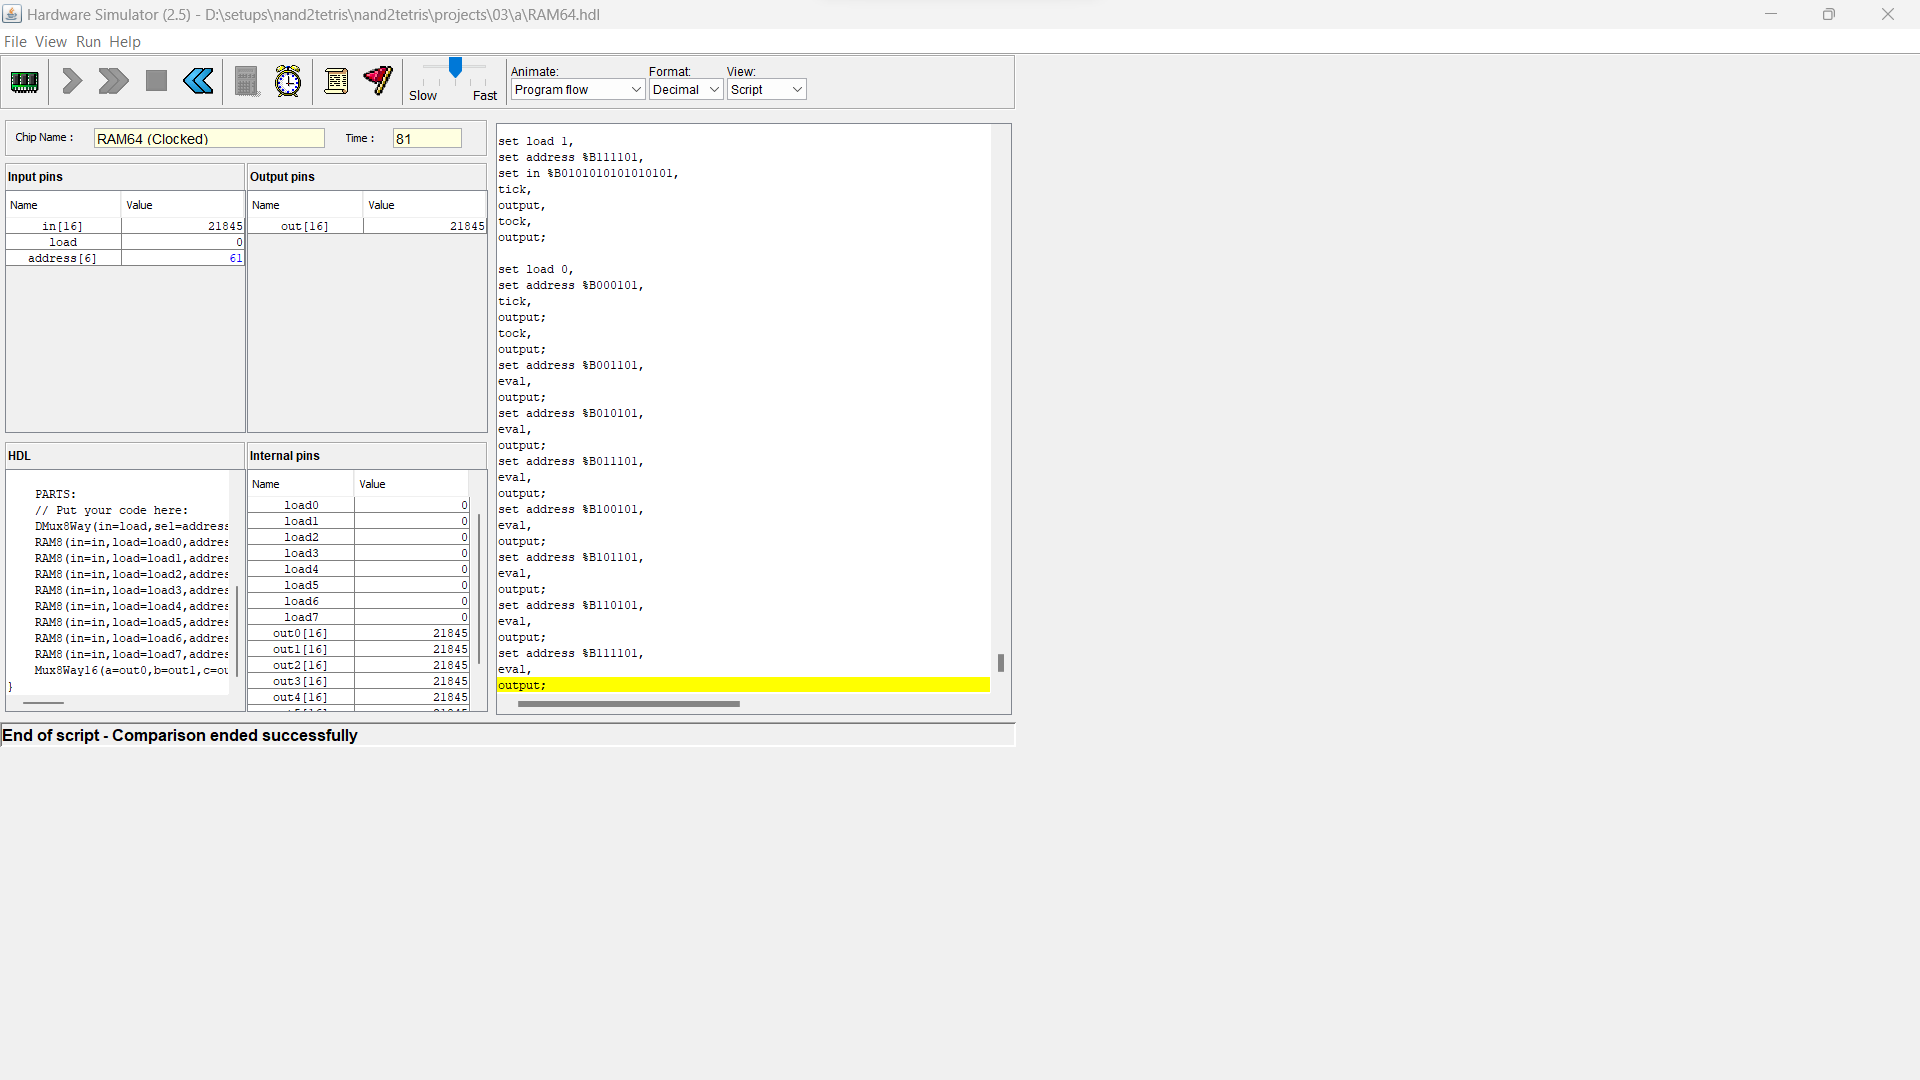 Hardware Simulator (2.5) - D:\setups\nand2tetris\nand2tetris\projects\03\a\RAM64.hdl
File View Run Help
Slow Fast
Animate: Format: View:
Program flow Decimal Script
Chip Name : RAM64 (Clocked) Time : 81
Input pins
Name Value
in[16] 21845
load 0
address[6] 61
Output pins
Name Value
out[16] 21845
HDL
PARTS:
// Put your code here:
DMux8Way(in=load,sel=address
RAM8(in=in,load=load0,addres
RAM8(in=in,load=load1,addres
RAM8(in=in,load=load2,addres
RAM8(in=in,load=load3,addres
RAM8(in=in,load=load4,addres
RAM8(in=in,load=load5,addres
RAM8(in=in,load=load6,addres
RAM8(in=in,load=load7,addres
Mux8Way16(a=out0,b=out1,c=ou
}
Internal pins
Name Value
load0 0
load1 0
load2 0
load3 0
load4 0
load5 0
load6 0
load7 0
out0[16] 21845
out1[16] 21845
out2[16] 21845
out3[16] 21845
out4[16] 21845
set load 1,
set address %B111101,
set in %B0101010101010101,
tick,
output,
tock,
output;
set load 0,
set address %B000101,
tick,
output;
tock,
output;
set address %B001101,
eval,
output;
set address %B010101,
eval,
output;
set address %B011101,
eval,
output;
set address %B100101,
eval,
output;
set address %B101101,
eval,
output;
set address %B110101,
eval,
output;
set address %B111101,
eval,
output;
End of script - Comparison ended successfully